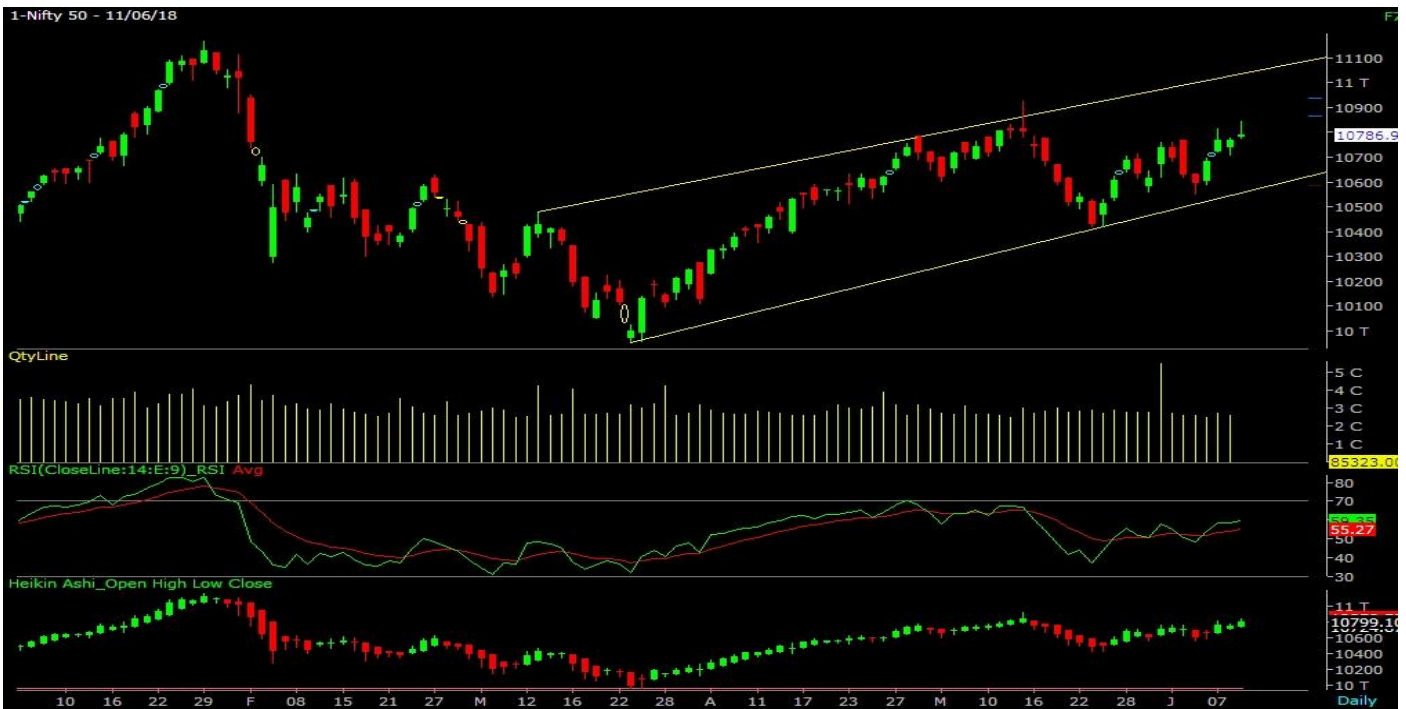 1-Nifty 50 - 11/06/18
11100
11 T
10900
10786.9
10700
10600
10500
10400
10300
10200
10100
10 T
QtyLine
5 C
4 C
3 C
2 C
1 C
85323.00
RSI(CloseLine:14:E:9)_RSI Avg
80
70
55.27
50
40
30
Heikin Ashi_Open High Low Close
11 T
10799.10
10600
10400
10200
10 T
10 16 22 29 F 08 15 21 27 M 12 16 22 28 A 11 17 23 27 M 10 16 22 28 J 07 Daily